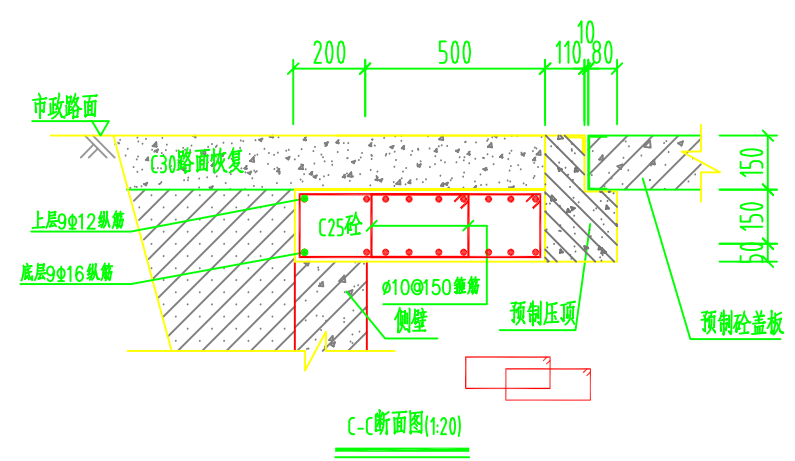 10
200 500 110 80
市政路面
C30路面恢复
150
上层9Φ12纵筋
C25砼
150
底层9Φ16纵筋
50
ø10@150箍筋
侧壁
预制压顶
预制砼盖板
C-C断面图(1:20)